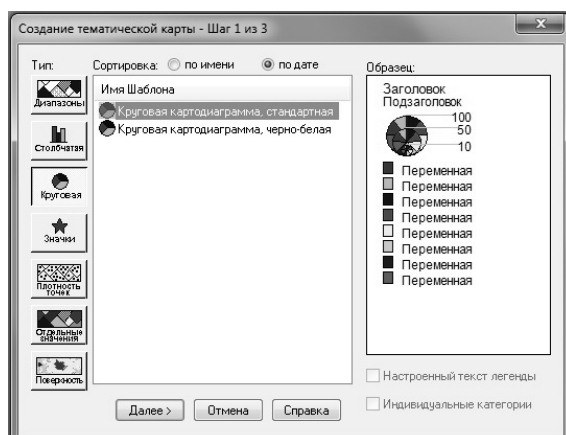 Создание тематической карты - Шаг 1 из 3
Тип:
Диапазоны
Столбчатая
Круговая
Значки
Плотность
точек
Отдельные
значения
Поверхность
Сортировка: по имени по дате
Имя Шаблона
Круговая картодиаграмма, стандартная
Круговая картодиаграмма, черно-белая
Образец:
Заголовок
Подзаголовок
100
50
10
Переменная
Переменная
Переменная
Переменная
Переменная
Переменная
Переменная
Переменная
Настроенный текст легенды
Индивидуальные категории
Далее >
Отмена
Справка